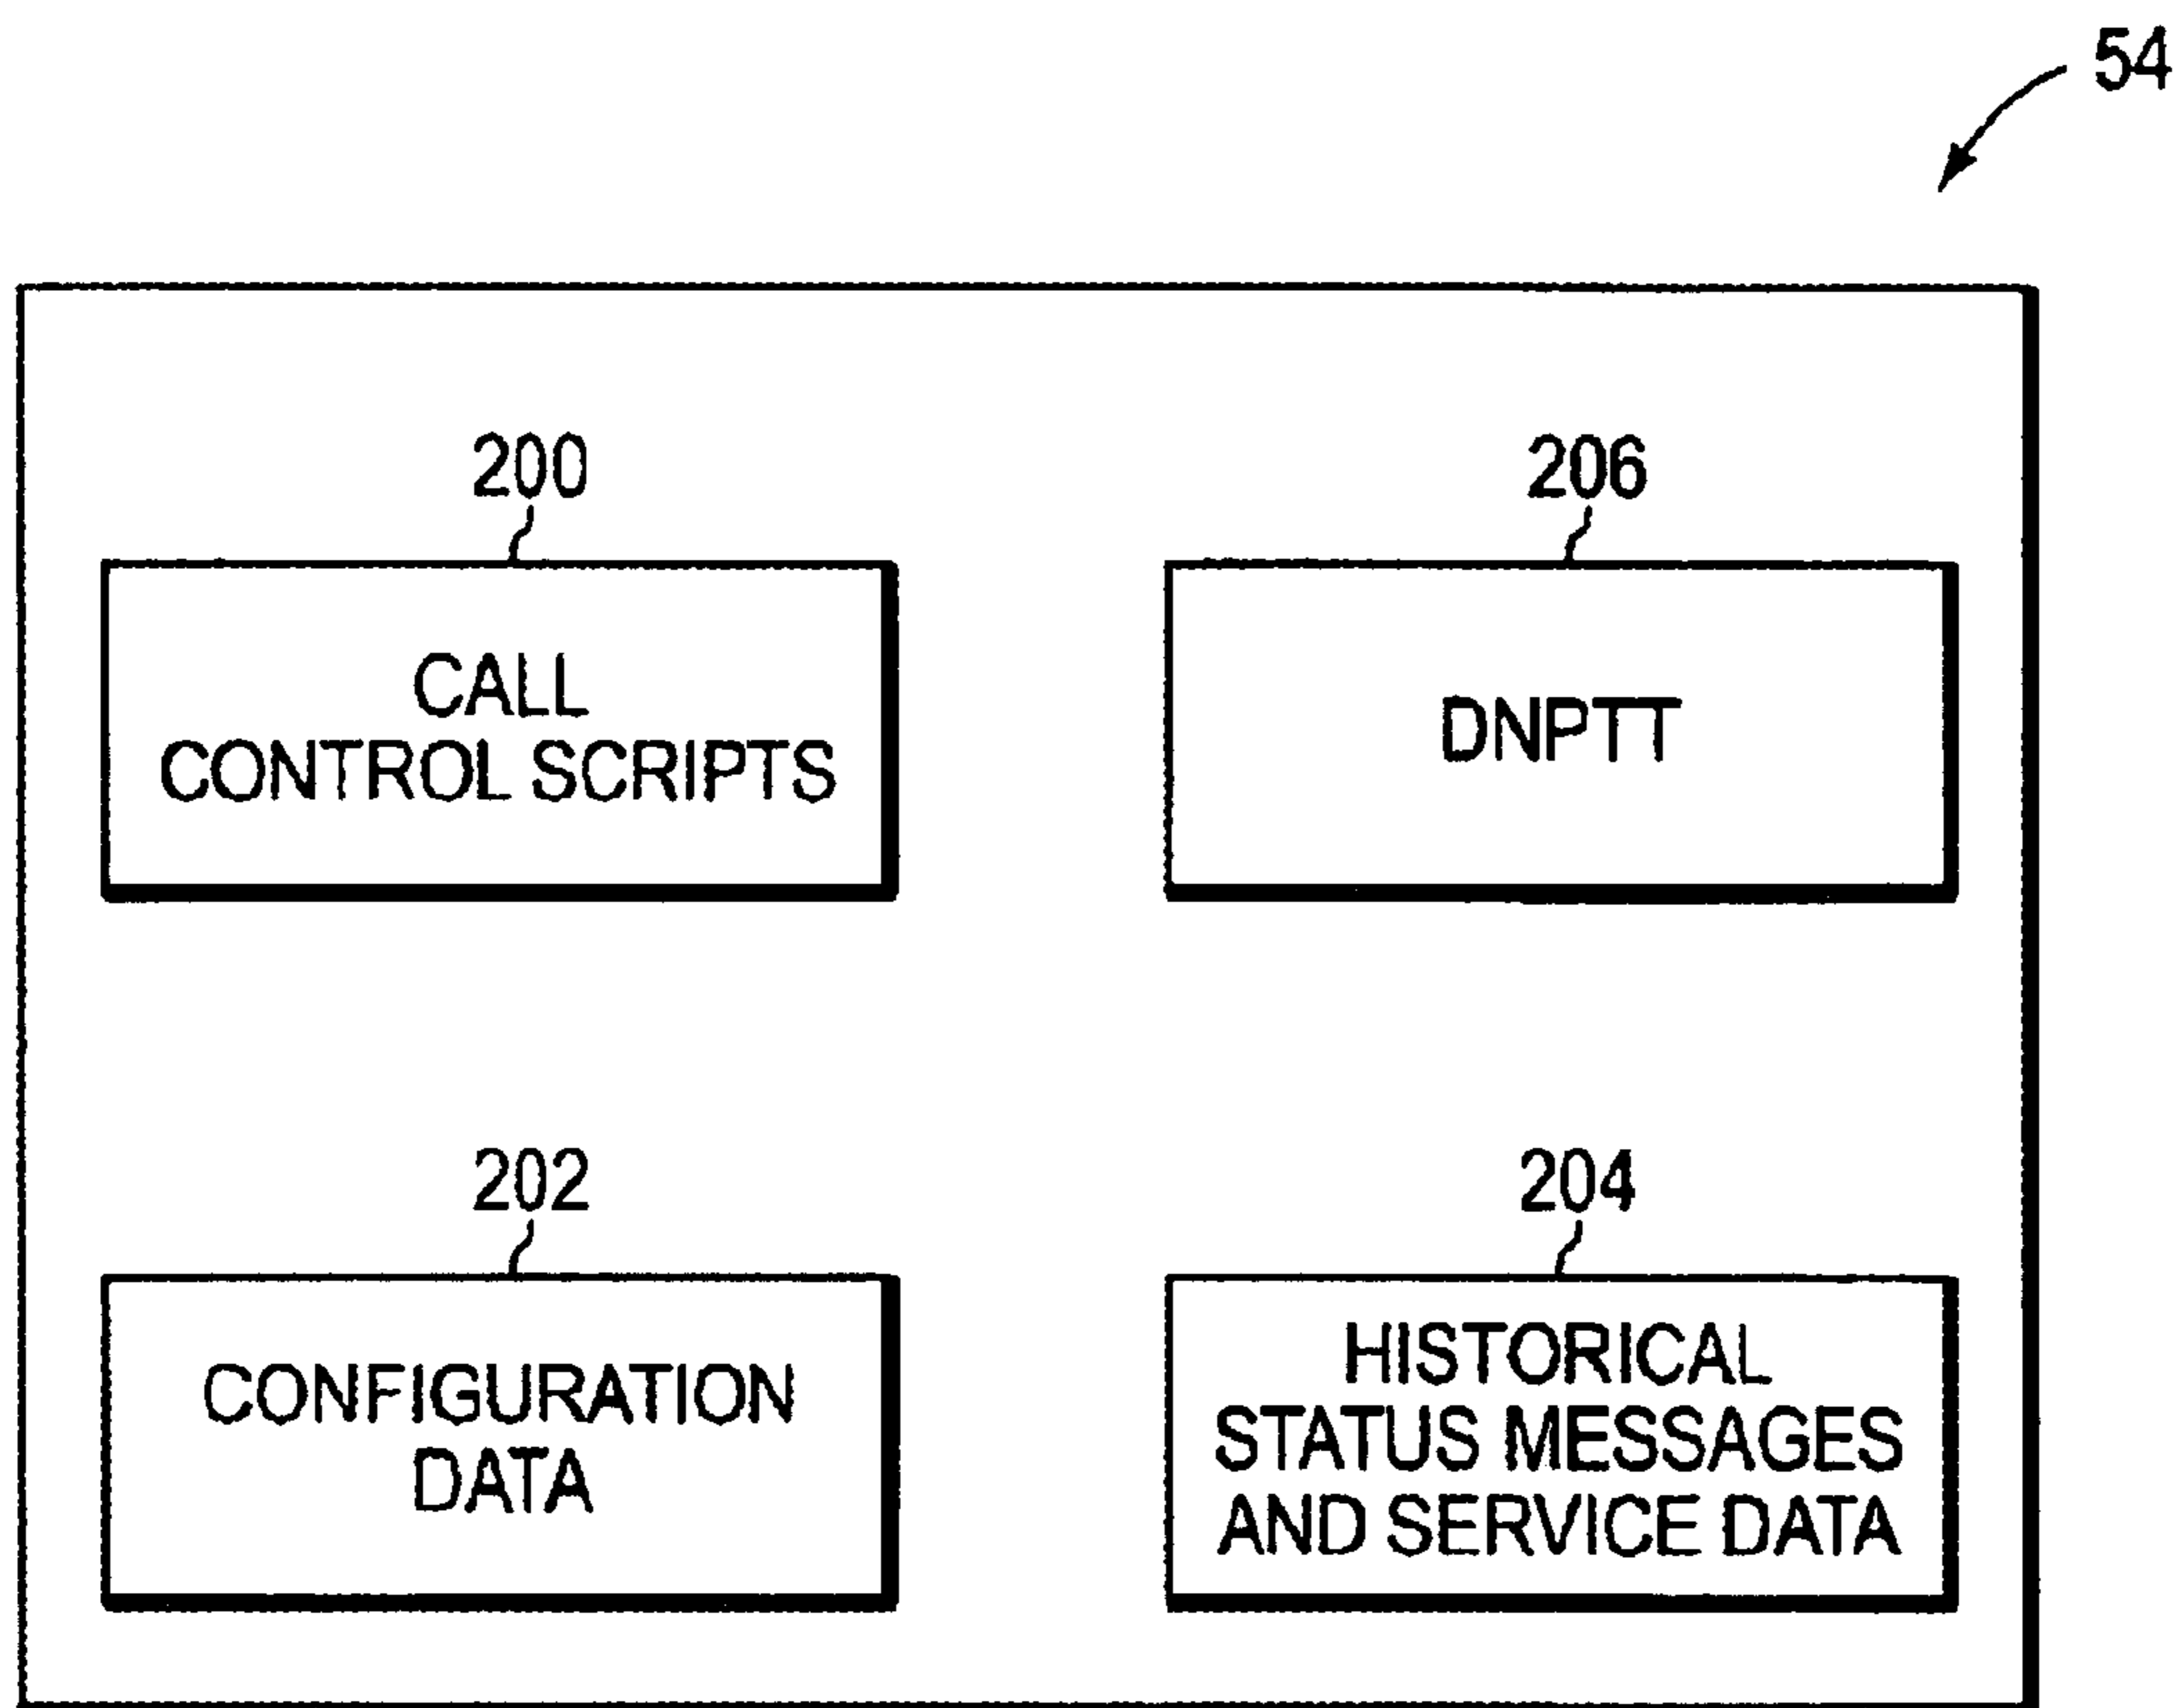 54
200
CALL
CONTROL SCRIPTS
206
DNPTT
202
CONFIGURATION
DATA
204
HISTORICAL
STATUS MESSAGES
AND SERVICE DATA